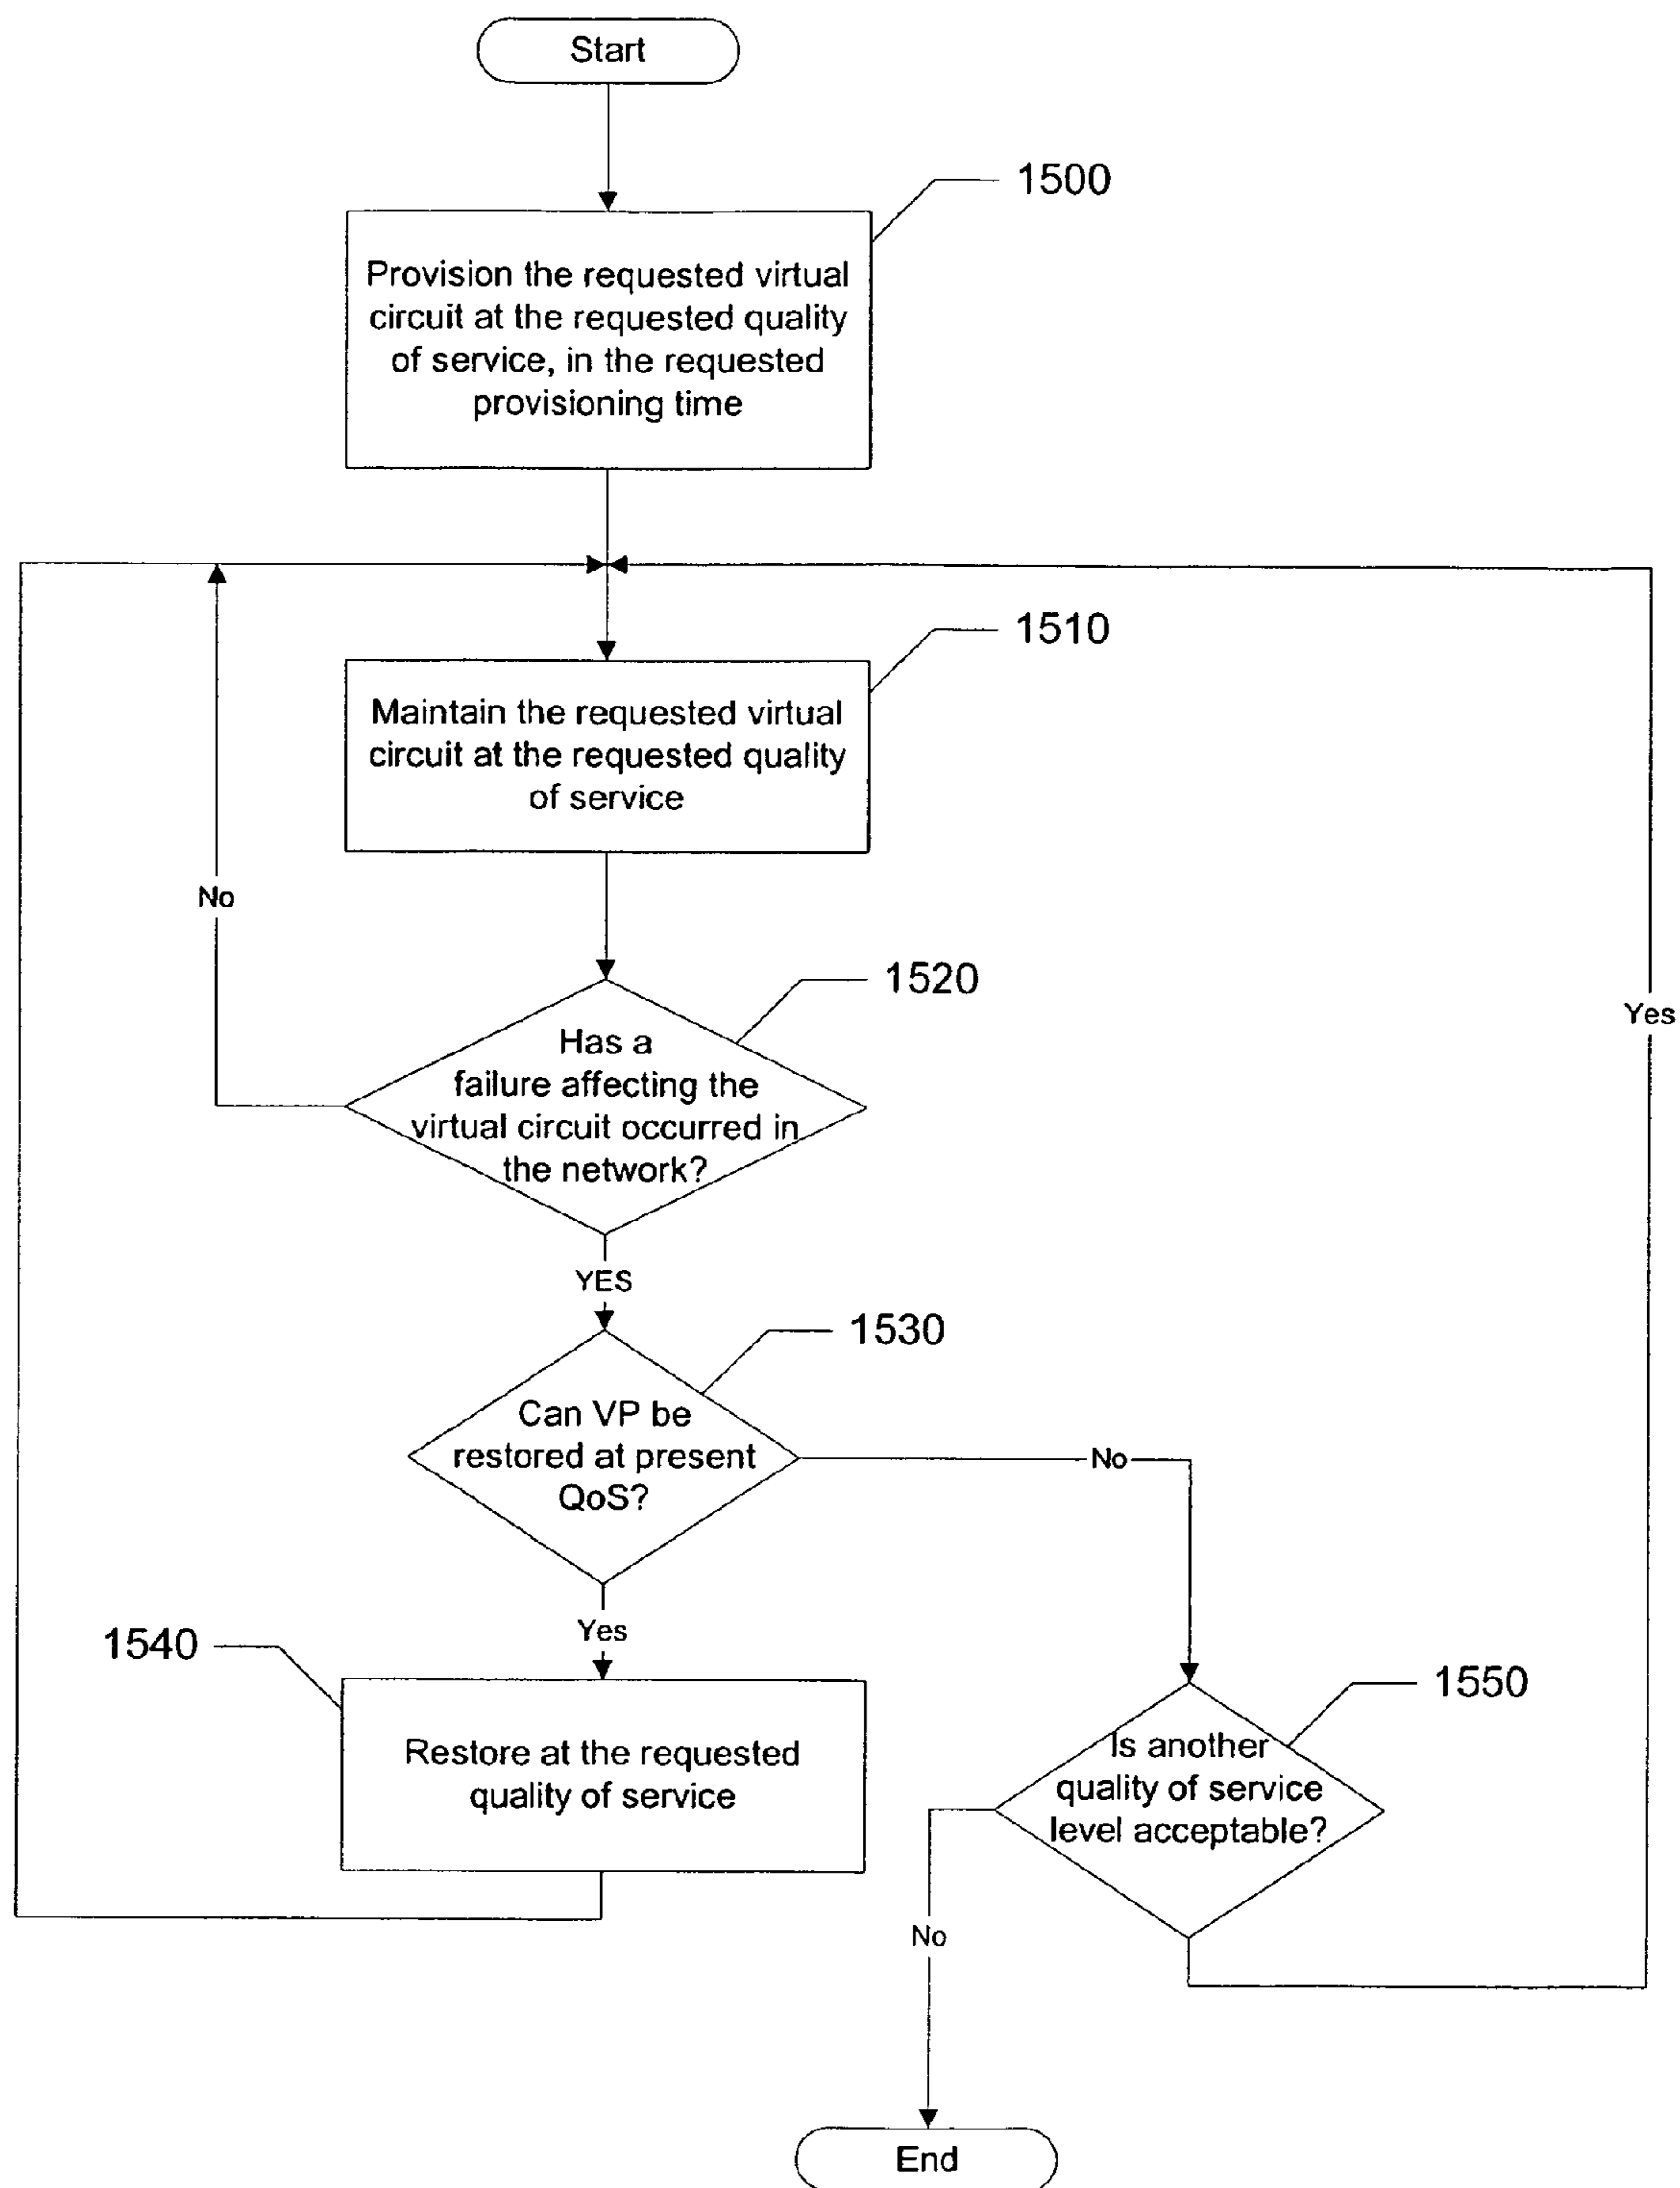 Start
1500
Provision the requested virtual
circuit at the requested quality
of service, in the requested
provisioning time
1510
Maintain the requested virtual
circuit at the requested quality
of service
No
1520
Has a
failure affecting the
virtual circuit occurred in
the network?
Yes
YES
1530
Can VP be
restored at present
QoS?
No
Yes
1540
Restore at the requested
quality of service
1550
Is another
quality of service
level acceptable?
No
End